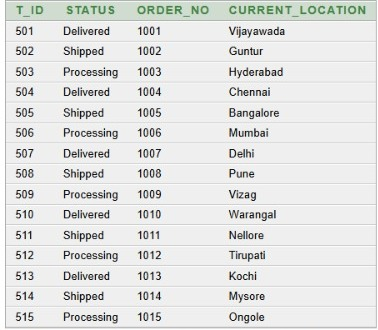 T_ID STATUS ORDER_NO CURRENT_LOCATION
501 Delivered 1001 Vijayawada
502 Shipped 1002 Guntur
503 Processing 1003 Hyderabad
504 Delivered 1004 Chennai
505 Shipped 1005 Bangalore
506 Processing 1006 Mumbai
507 Delivered 1007 Delhi
508 Shipped 1008 Pune
509 Processing 1009 Vizag
510 Delivered 1010 Warangal
511 Shipped 1011 Nellore
512 Processing 1012 Tirupati
513 Delivered 1013 Kochi
514 Shipped 1014 Mysore
515 Processing 1015 Ongole